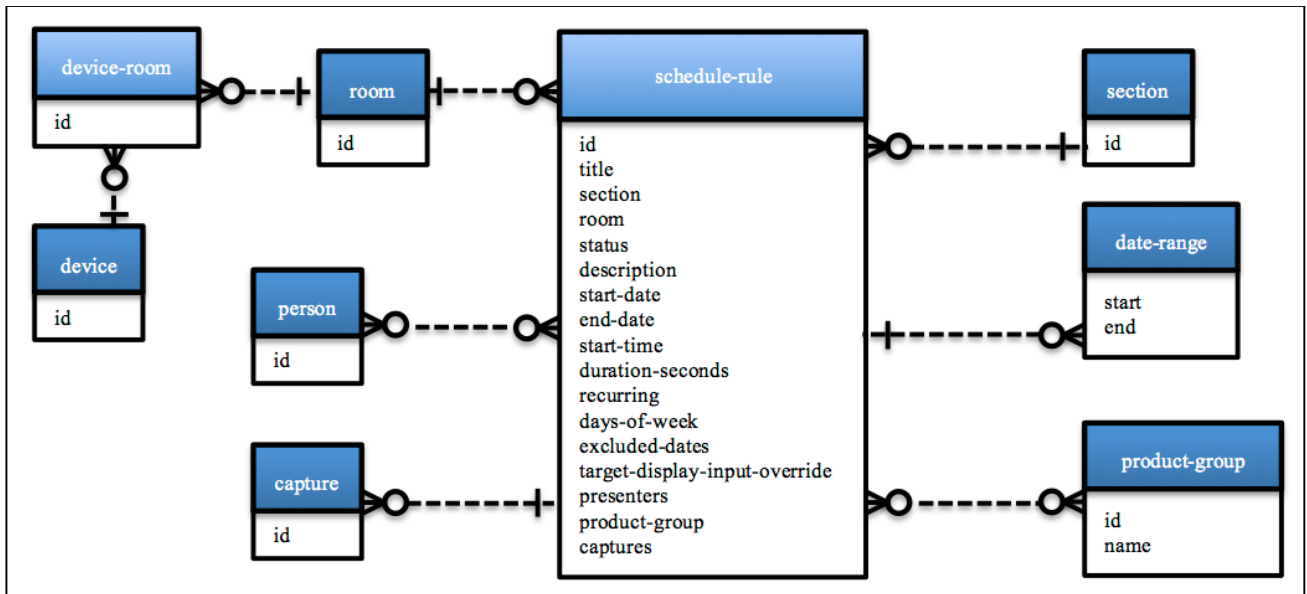 device-room
id
device
id
room
id
person
id
capture
id
schedule-rule
id
title
section
room
status
description
start-date
end-date
start-time
duration-seconds
recurring
days-of-week
excluded-dates
target-display-input-override
presenters
product-group
captures
section
id
date-range
start
end
product-group
id
name